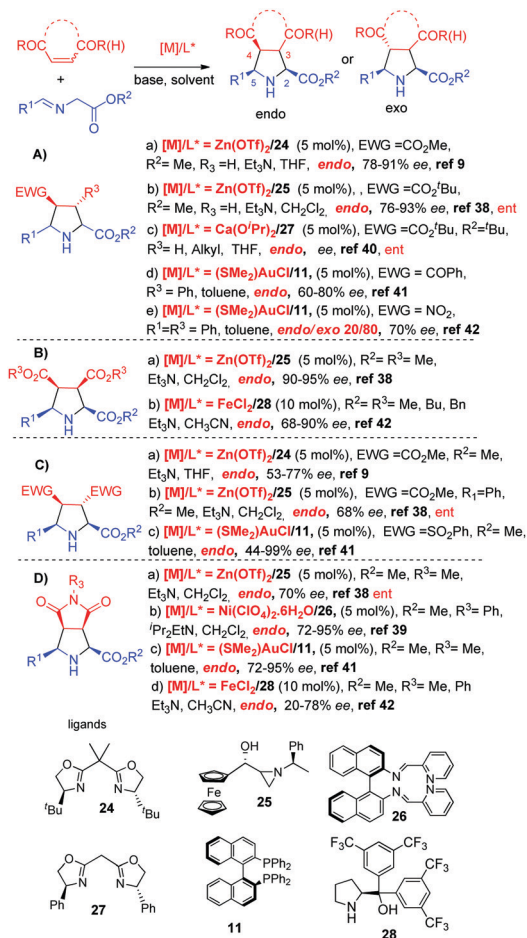 COR COR(H)
[M]/L*
base, solvent
+
R¹ N OR² O
COR COR(H)
4 3
R¹ 5 N H 2 CO₂R²
endo
or
COR COR(H)
R¹ N H CO₂R²
exo
A)
EWG R³
R¹ N H CO₂R²
a) [M]/L* = Zn(OTf)₂/24 (5 mol%), EWG =CO₂Me,
R²= Me, R₃ =H, Et₃N, THF, endo, 78-91% ee, ref 9
b) [M]/L* = Zn(OTf)₂/25 (5 mol%), , EWG =CO₂ᵗBu,
R²= Me, R³ =H, Et₃N, CH₂Cl₂, endo, 76-93% ee, ref 38, ent
c) [M]/L* = Ca(OⁱPr)₂/27 (5 mol%), EWG =CO₂ᵗBu, R²=ᵗBu,
R³= H, Alkyl, THF, endo, ee, ref 40, ent
d) [M]/L* = (SMe₂)AuCl/11, (5 mol%), EWG = COPh,
R³ = Ph, toluene, endo, 60-80% ee, ref 41
e) [M]/L* = (SMe₂)AuCl/11, (5 mol%), EWG = NO₂,
R¹=R³ = Ph, toluene, endo/exo 20/80, 70% ee, ref 42
B)
R³O₂C CO₂R³
R¹ N H CO₂R²
a) [M]/L* = Zn(OTf)₂/25 (5 mol%), R²= R³= Me,
Et₃N, CH₂Cl₂, endo, 90-95% ee, ref 38
b) [M]/L* = FeCl₂/28 (10 mol%), R²= R³= Me, Bu, Bn
Et₃N, CH₃CN, endo, 68-90% ee, ref 42
C)
EWG EWG
R¹ N H CO₂R²
a) [M]/L* = Zn(OTf)₂/24 (5 mol%), EWG =CO₂Me, R²= Me,
Et₃N, THF, endo, 53-77% ee, ref 9
b) [M]/L* = Zn(OTf)₂/25 (5 mol%), EWG =CO₂Me, R₁=Ph,
R²= Me, Et₃N, CH₂Cl₂, endo, 68% ee, ref 38, ent
c) [M]/L* = (SMe₂)AuCl/11, (5 mol%), EWG =SO₂Ph, R²= Me,
toluene, endo, 44-99% ee, ref 41
D)
R₃
O N O
R¹ N H CO₂R²
a) [M]/L* = Zn(OTf)₂/25 (5 mol%), R²= Me, R³= Me,
Et₃N, CH₂Cl₂, endo, 70% ee, ref 38 ent
b) [M]/L* = Ni(ClO₄)₂.6H₂O/26, (5 mol%), R²= Me, R³= Ph,
ⁱPr₂EtN, CH₂Cl₂, endo, 72-95% ee, ref 39
c) [M]/L* = (SMe₂)AuCl/11, (5 mol%), R²= Me, R³= Me,
toluene, endo, 72-95% ee, ref 41
d) [M]/L* = FeCl₂/28 (10 mol%), R²= Me, R³= Me, Ph
Et₃N, CH₃CN, endo, 20-78% ee, ref 42
ligands
O O
N N
ᵗBu ᵗBu
24
OH Ph
N
Fe
25
N N
N N
26
O O
N N
Ph Ph
27
PPh₂
PPh₂
11
F₃C CF₃
CF₃
N H OH
CF₃
28